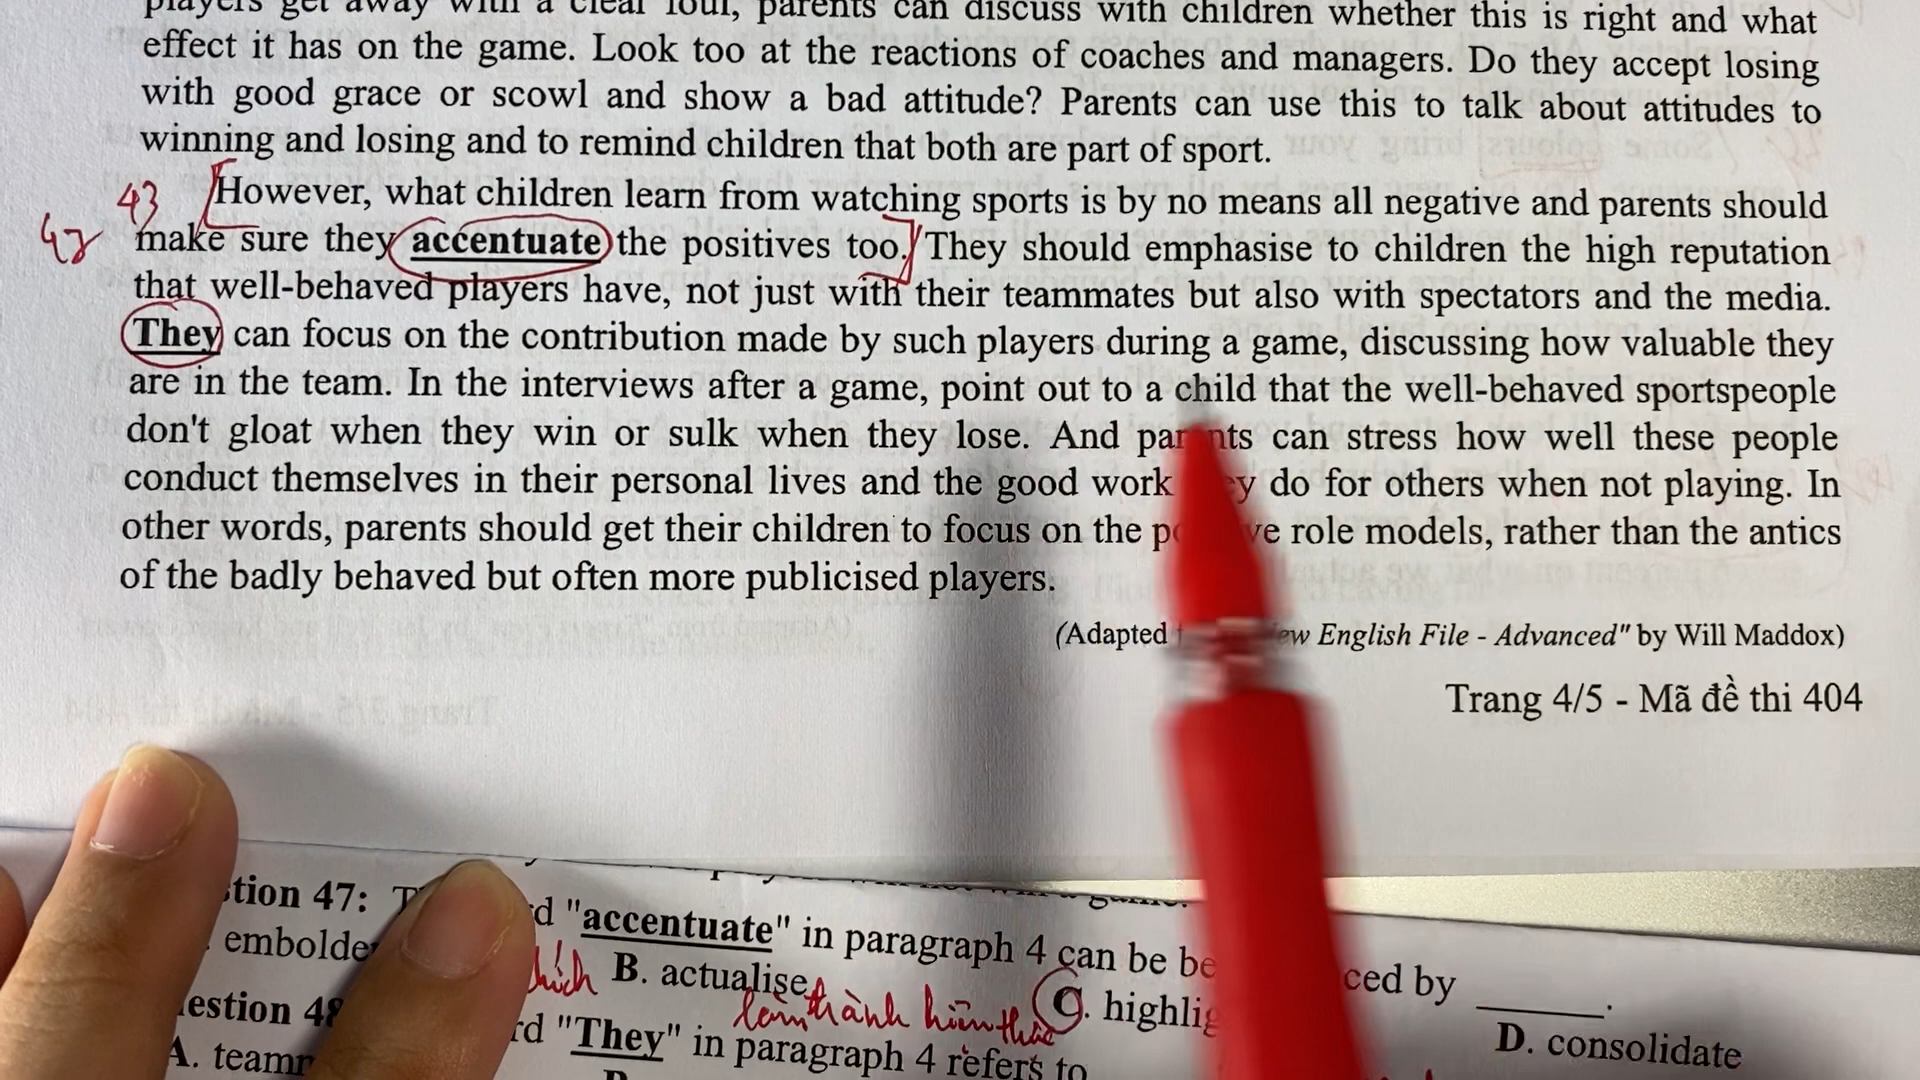 players get away with a clear foul, parents can discuss with children whether this is right and what
effect it has on the game. Look too at the reactions of coaches and managers. Do they accept losing
with good grace or scowl and show a bad attitude? Parents can use this to talk about attitudes to
winning and losing and to remind children that both are part of sport.
43 However, what children learn from watching sports is by no means all negative and parents should
47 make sure they accentuate the positives too. They should emphasise to children the high reputation
that well-behaved players have, not just with their teammates but also with spectators and the media.
They can focus on the contribution made by such players during a game, discussing how valuable they
are in the team. In the interviews after a game, point out to a child that the well-behaved sportspeople
don't gloat when they win or sulk when they lose. And parents can stress how well these people
conduct themselves in their personal lives and the good work they do for others when not playing. In
other words, parents should get their children to focus on the role models, rather than the antics
of the badly behaved but often more publicised players.
(Adapted English File - Advanced" by Will Maddox)
Trang 4/5 - Mã đề thi 404
47: "accentuate" in paragraph 4 can be by ______.
B. actualise C. D. consolidate
làm thành hiện thực
"They" in paragraph 4 refers to
A.